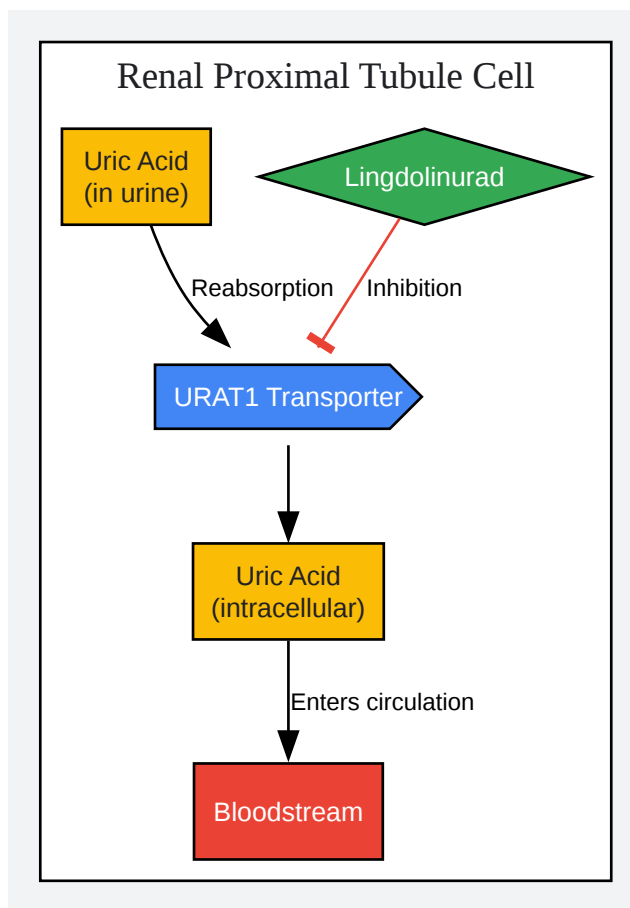 Renal Proximal Tubule Cell
Uric Acid
(in urine)
Lingdolinurad
Reabsorption
Inhibition
URAT1 Transporter
Uric Acid
(intracellular)
Enters circulation
Bloodstream